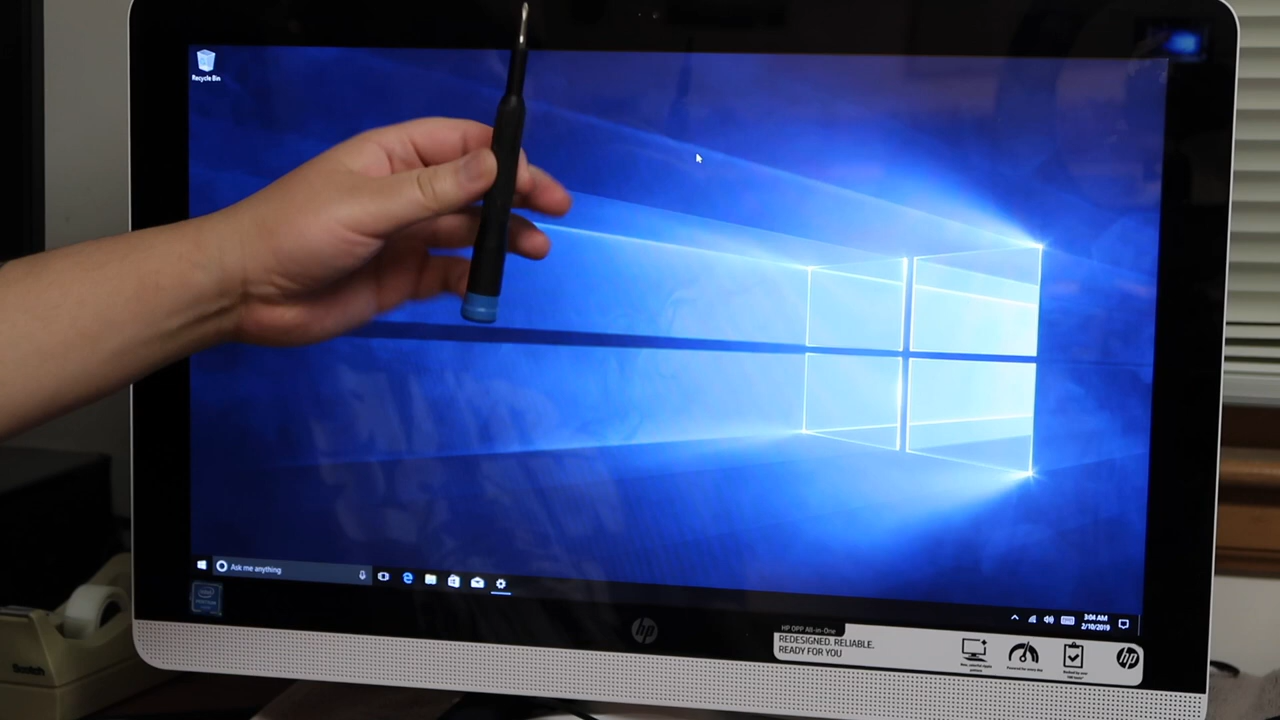 Recycle Bin
Ask me anything
3:04 AM
2/10/2019
hp
HP OPP All-in-One
REDESIGNED. RELIABLE.
READY FOR YOU
hp
Scotch